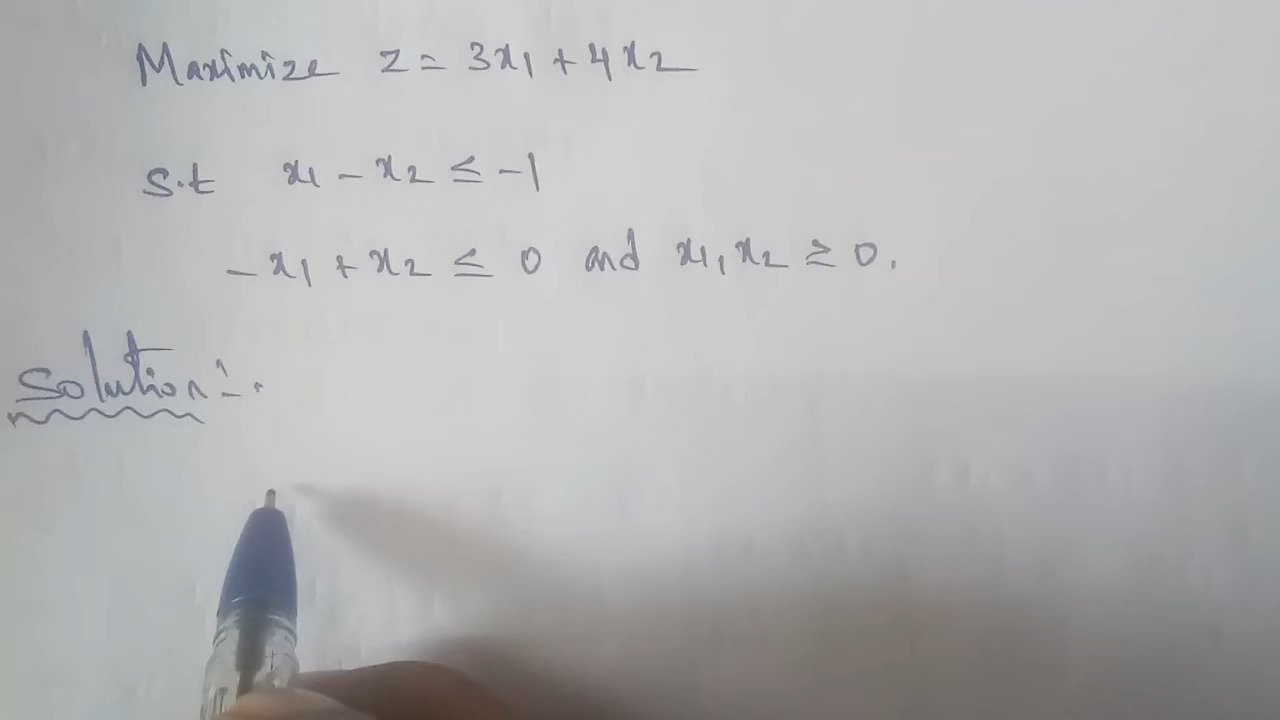 Maximize z = 3x1 + 4x2
S.t x1 - x2 ≤ -1
-x1 + x2 ≤ 0 and x1, x2 ≥ 0.
Solution:-.